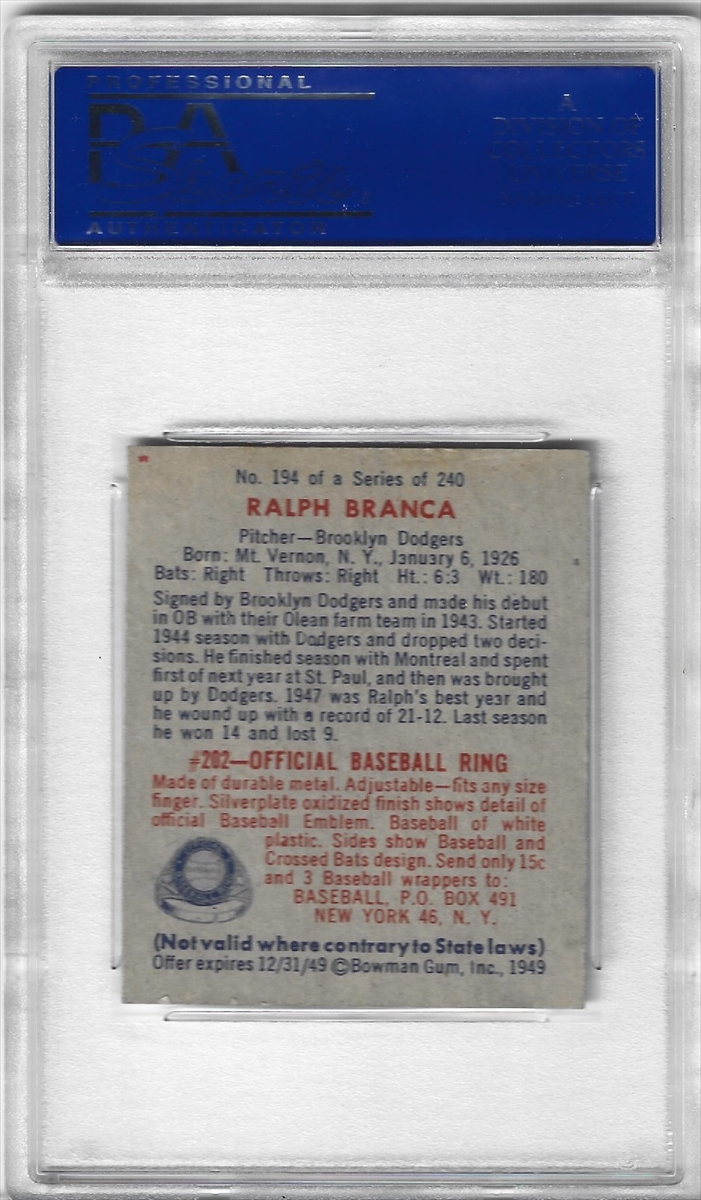 PROFESSIONAL
PSA
Sports
AUTHENTICATOR
A
DIVISION OF
COLLECTORS
UNIVERSE
No. 194 of a Series of 240
RALPH BRANCA
Pitcher—Brooklyn Dodgers
Born: Mt. Vernon, N. Y., January 6, 1926
Bats: Right Throws: Right Ht.: 6:3 Wt.: 180
Signed by Brooklyn Dodgers and made his debut
in OB with their Olean farm team in 1943. Started
1944 season with Dodgers and dropped two deci-
sions. He finished season with Montreal and spent
first of next year at St. Paul, and then was brought
up by Dodgers. 1947 was Ralph's best year and
he wound up with a record of 21-12. Last season
he won 14 and lost 9.
#202—OFFICIAL BASEBALL RING
Made of durable metal. Adjustable—fits any size
finger. Silverplate oxidized finish shows detail of
official Baseball Emblem. Baseball of white
plastic. Sides show Baseball and
Crossed Bats design. Send only 15c
and 3 Baseball wrappers to:
BASEBALL, P.O. BOX 491
NEW YORK 46, N. Y.
(Not valid where contrary to State laws)
Offer expires 12/31/49 ©Bowman Gum, Inc., 1949